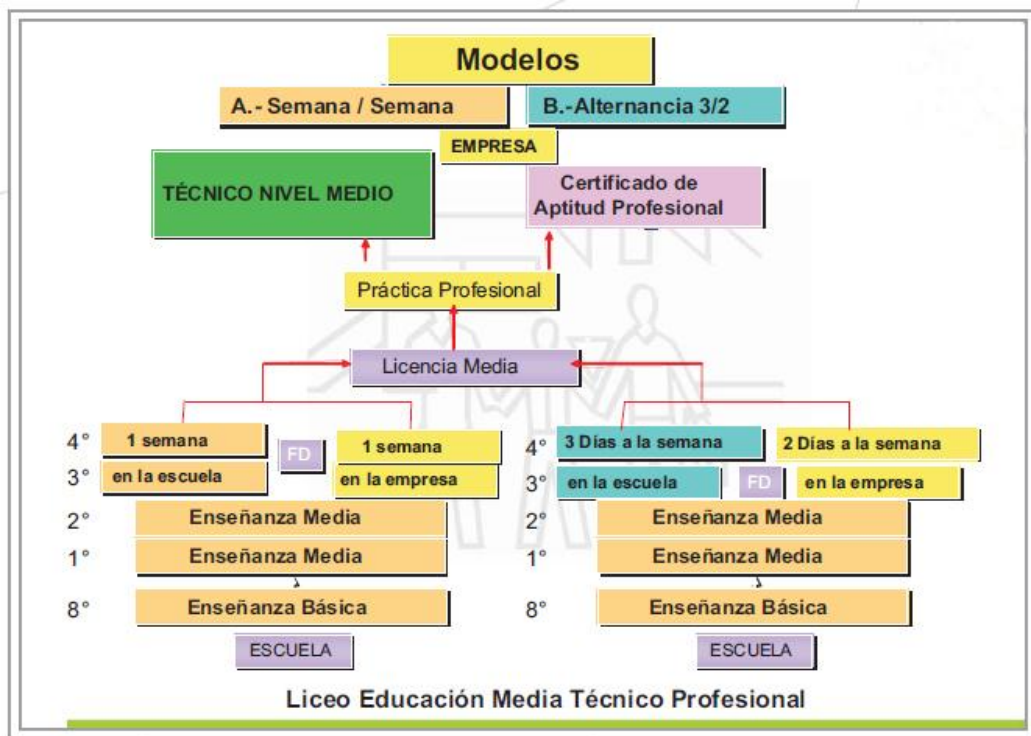 Modelos
A.- Semana / Semana
B.-Alternancia 3/2
EMPRESA
TÉCNICO NIVEL MEDIO
Certificado de
Aptitud Profesional
Práctica Profesional
Licencia Media
4° 1 semana FD 1 semana
3° en la escuela en la empresa
2° Enseñanza Media
1° Enseñanza Media
8° Enseñanza Básica
ESCUELA
4° 3 Días a la semana 2 Días a la semana
3° en la escuela FD en la empresa
2° Enseñanza Media
1° Enseñanza Media
8° Enseñanza Básica
ESCUELA
Liceo Educación Media Técnico Profesional